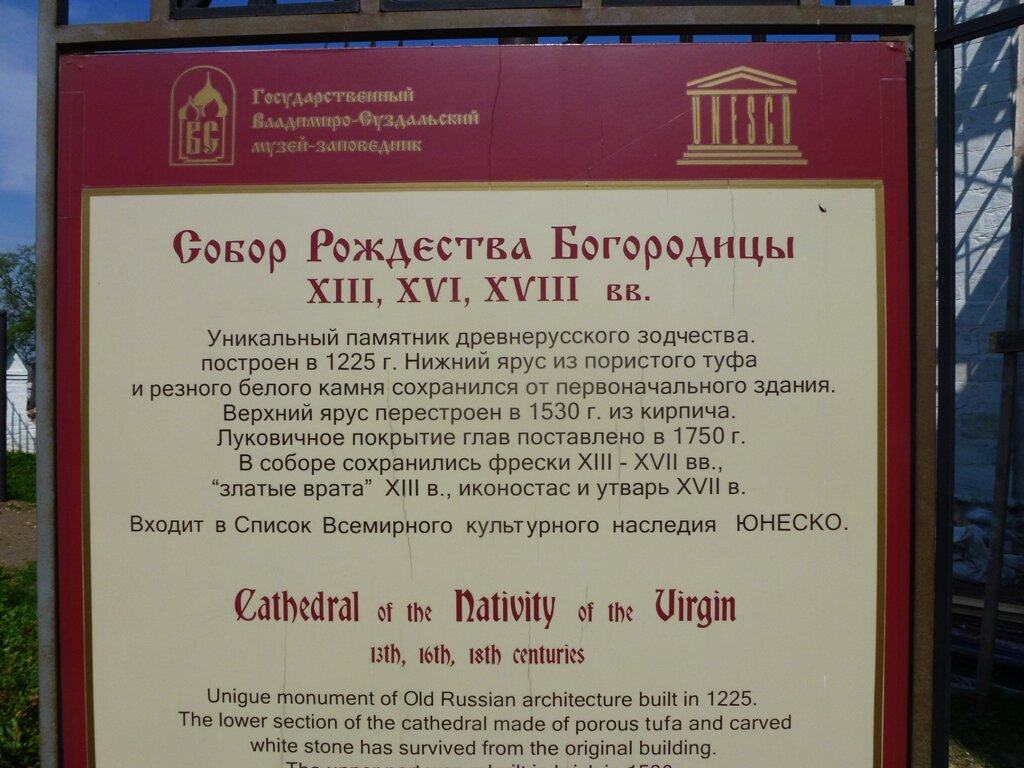 Государственный
Владимиро-Суздальский
музей-заповедник
ВС
UNESCO
Собор Рождества Богородицы
XIII, XVI, XVIII вв.
Уникальный памятник древнерусского зодчества.
построен в 1225 г. Нижний ярус из пористого туфа
и резного белого камня сохранился от первоначального здания.
Верхний ярус перестроен в 1530 г. из кирпича.
Луковичное покрытие глав поставлено в 1750 г.
В соборе сохранились фрески XIII - XVII вв.,
“златые врата” XIII в., иконостас и утварь XVII в.
Входит в Список Всемирного культурного наследия ЮНЕСКО.
Cathedral of the Nativity of the Virgin
13th, 16th, 18th centuries
Unigue monument of Old Russian architecture built in 1225.
The lower section of the cathedral made of porous tufa and carved
white stone has survived from the original building.